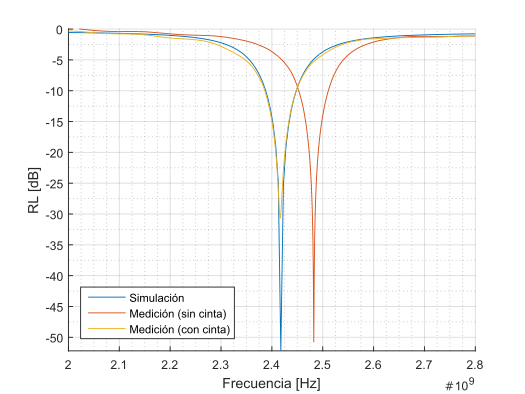 0
-5
-10
-15
-20
-25
-30
-35
-40
-45
-50
RL [dB]
Simulación
Medición (sin cinta)
Medición (con cinta)
2 2.1 2.2 2.3 2.4 2.5 2.6 2.7 2.8
Frecuencia [Hz]
#10^9